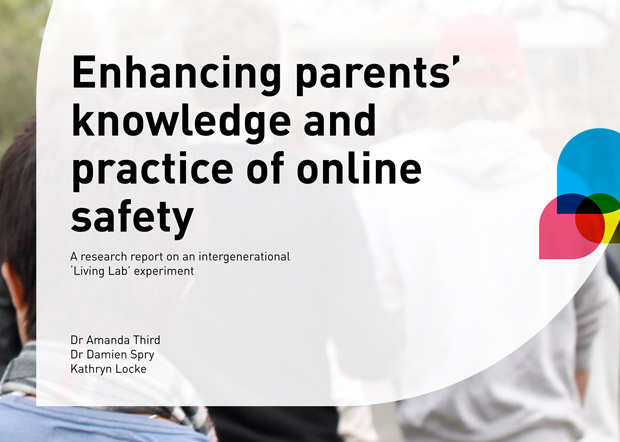 Enhancing parents’
knowledge and
practice of online
safety
A research report on an intergenerational
‘Living Lab’ experiment
Dr Amanda Third
Dr Damien Spry
Kathryn Locke